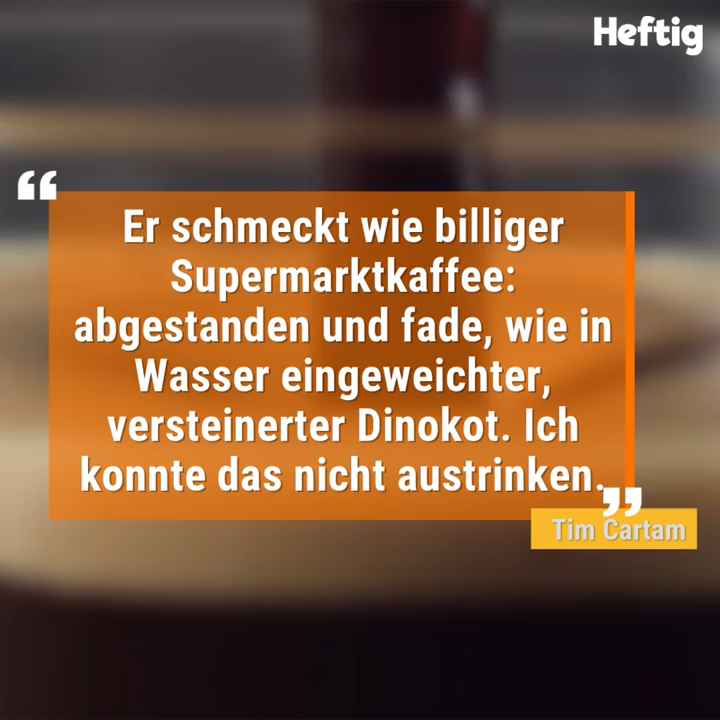 Heftig
“
Er schmeckt wie billiger
Supermarktkaffee:
abgestanden und fade, wie in
Wasser eingeweichter,
versteinerter Dinokot. Ich
konnte das nicht austrinken.
”
Tim Cartam